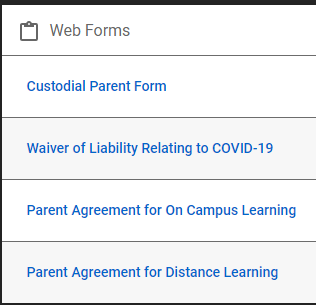 Web Forms
Custodial Parent Form
Waiver of Liability Relating to COVID-19
Parent Agreement for On Campus Learning
Parent Agreement for Distance Learning